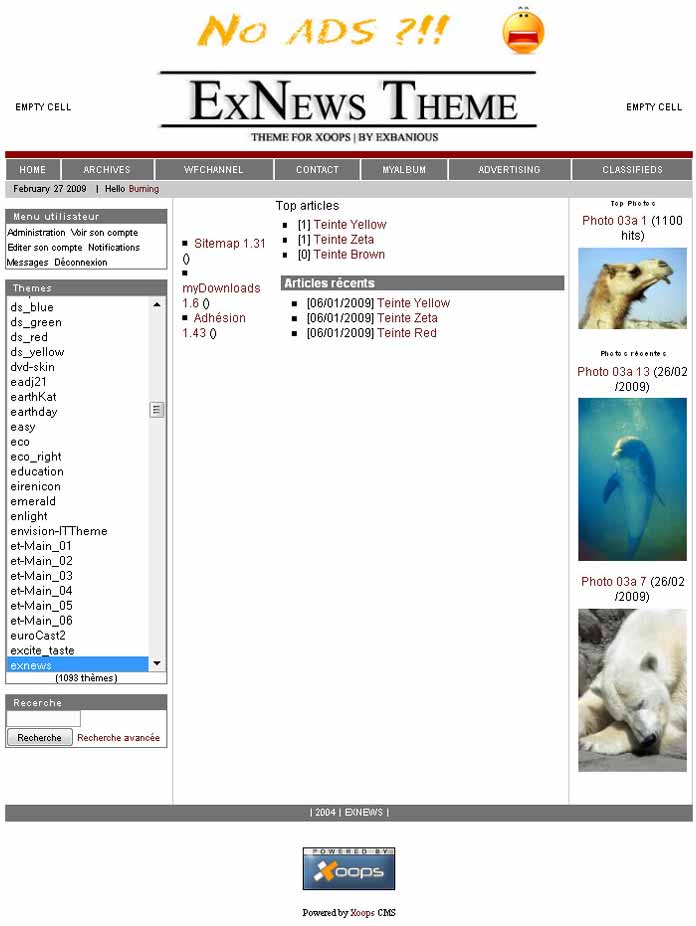 No ADS ?!!
EMPTY CELL
ExNews Theme
THEME FOR XOOPS | BY EXBANIOUS
EMPTY CELL
HOME ARCHIVES WFCHANNEL CONTACT MYALBUM ADVERTISING CLASSIFIEDS
February 27 2009 | Hello Burning
Menu utilisateur
Administration Voir son compte
Editer son compte Notifications
Messages Déconnexion
Themes
ds_blue
ds_green
ds_red
ds_yellow
dvd-skin
eadj21
earthKat
earthday
easy
eco
eco_right
education
eirenicon
emerald
enlight
envision-ITTheme
et-Main_01
et-Main_02
et-Main_03
et-Main_04
et-Main_05
et-Main_06
euroCast2
excite_taste
exnews
(1093 thèmes)
Recerche
Recherche Recherche avancée
Sitemap 1.31
()
myDownloads
1.6 ()
Adhésion
1.43 ()
Top articles
[1] Teinte Yellow
[1] Teinte Zeta
[0] Teinte Brown
Articles récents
[06/01/2009] Teinte Yellow
[06/01/2009] Teinte Zeta
[06/01/2009] Teinte Red
Top Photos
Photo 03a 1 (1100
hits)
Photos récentes
Photo 03a 13 (26/02
/2009)
Photo 03a 7 (26/02
/2009)
| 2004 | EXNEWS |
POWERED BY
Xoops
Powered by Xoops CMS